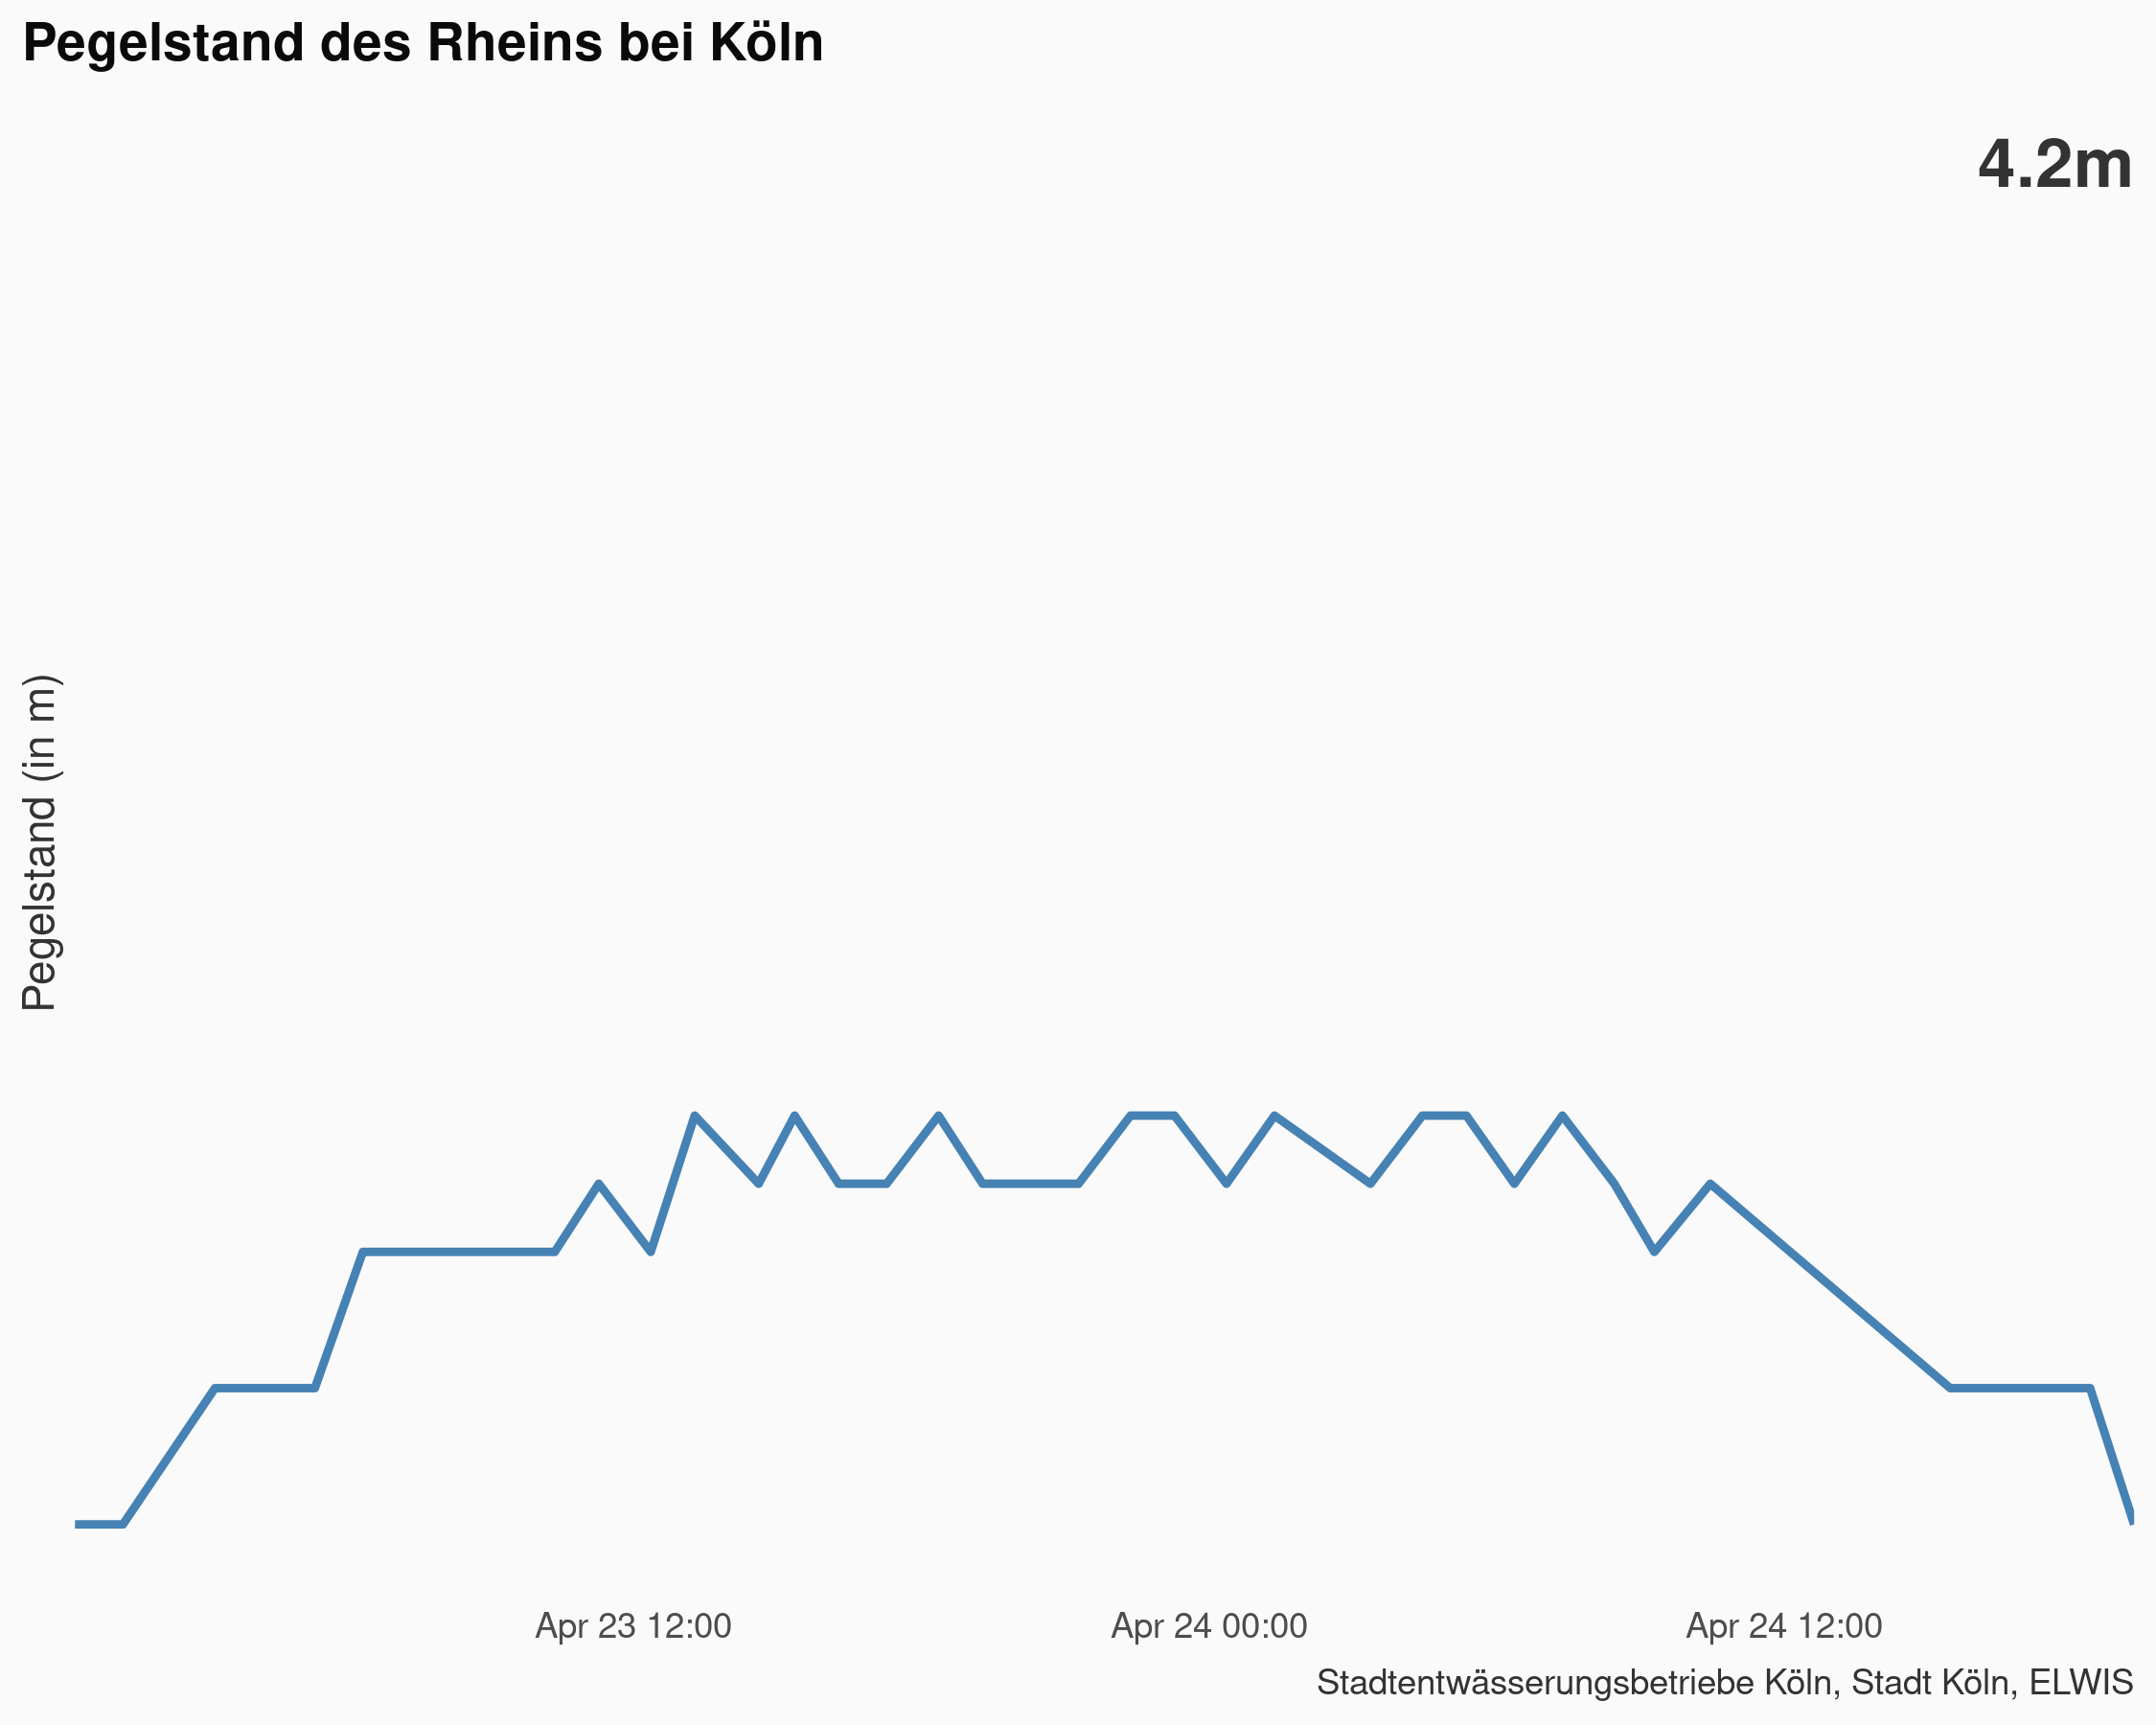 Pegelstand des Rheins bei Köln
4.2m
Pegelstand (in m)
Apr 23 12:00
Apr 24 00:00
Apr 24 12:00
Stadtentwässerungsbetriebe Köln, Stadt Köln, ELWIS